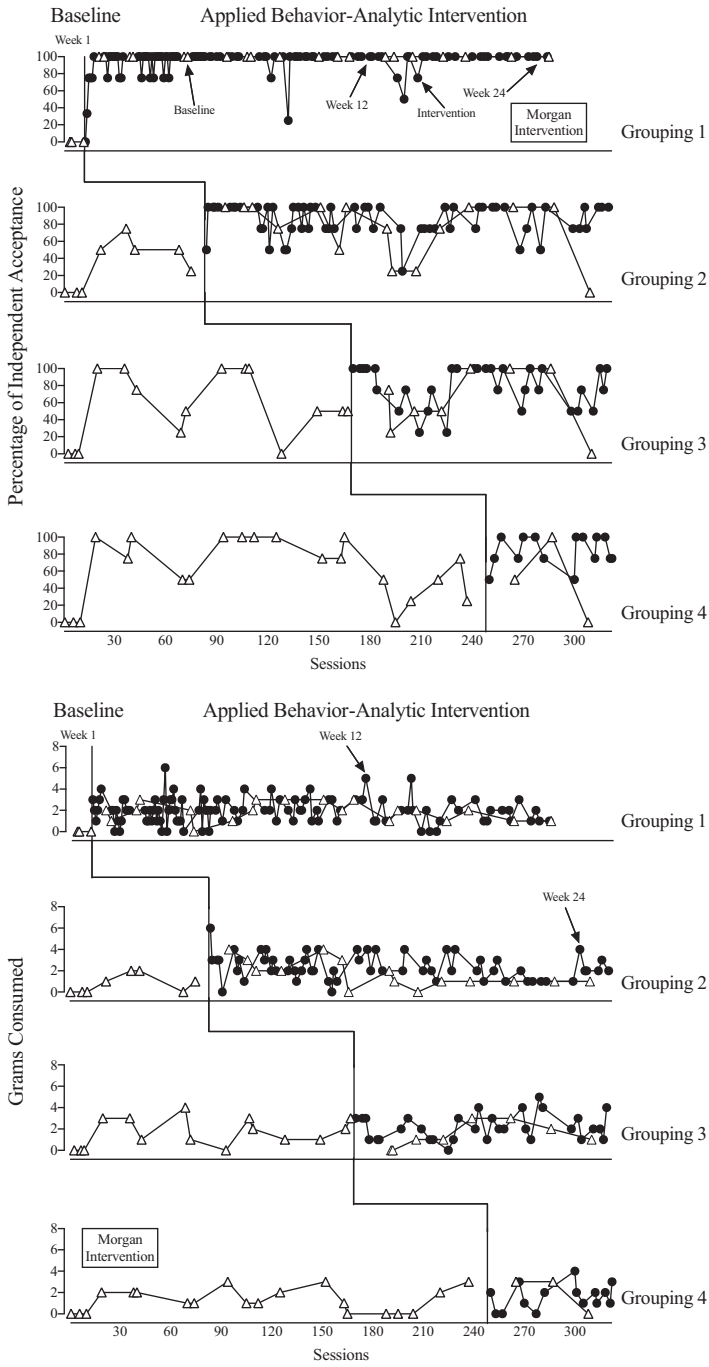 Baseline Applied Behavior-Analytic Intervention
Week 1
100
80
60
40
20
0
Baseline
Week 12
Intervention
Week 24
Morgan
Intervention
Grouping 1
100
80
60
40
20
0
Grouping 2
100
80
60
40
20
0
Grouping 3
100
80
60
40
20
0
Grouping 4
Percentage of Independent Acceptance
30 60 90 120 150 180 210 240 270 300
Sessions
Baseline Applied Behavior-Analytic Intervention
Week 1
Week 12
8
6
4
2
0
Grouping 1
Week 24
8
6
4
2
0
Grouping 2
8
6
4
2
0
Grouping 3
8
6
4
2
0
Morgan
Intervention
Grouping 4
Grams Consumed
30 60 90 120 150 180 210 240 270 300
Sessions